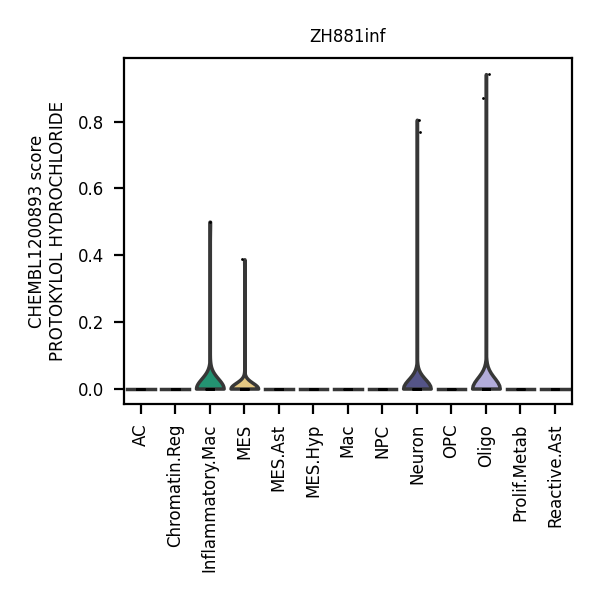 ZH881inf
CHEMBL1200893 score
PROTOKYLOL HYDROCHLORIDE
0.8
0.6
0.4
0.2
0.0
AC
Chromatin.Reg
Inflammatory.Mac
MES
MES.Ast
MES.Hyp
Mac
NPC
Neuron
OPC
Oligo
Prolif.Metab
Reactive.Ast